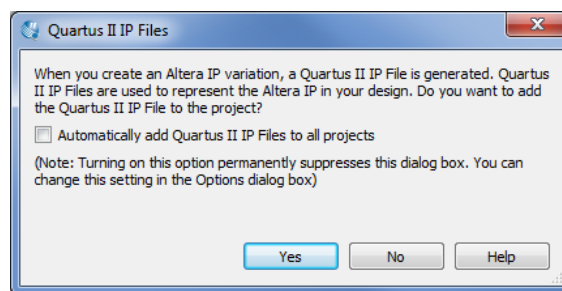 Quartus II IP Files
When you create an Altera IP variation, a Quartus II IP File is generated. Quartus
II IP Files are used to represent the Altera IP in your design. Do you want to add
the Quartus II IP File to the project?
Automatically add Quartus II IP Files to all projects
(Note: Turning on this option permanently suppresses this dialog box. You can
change this setting in the Options dialog box)
Yes No Help